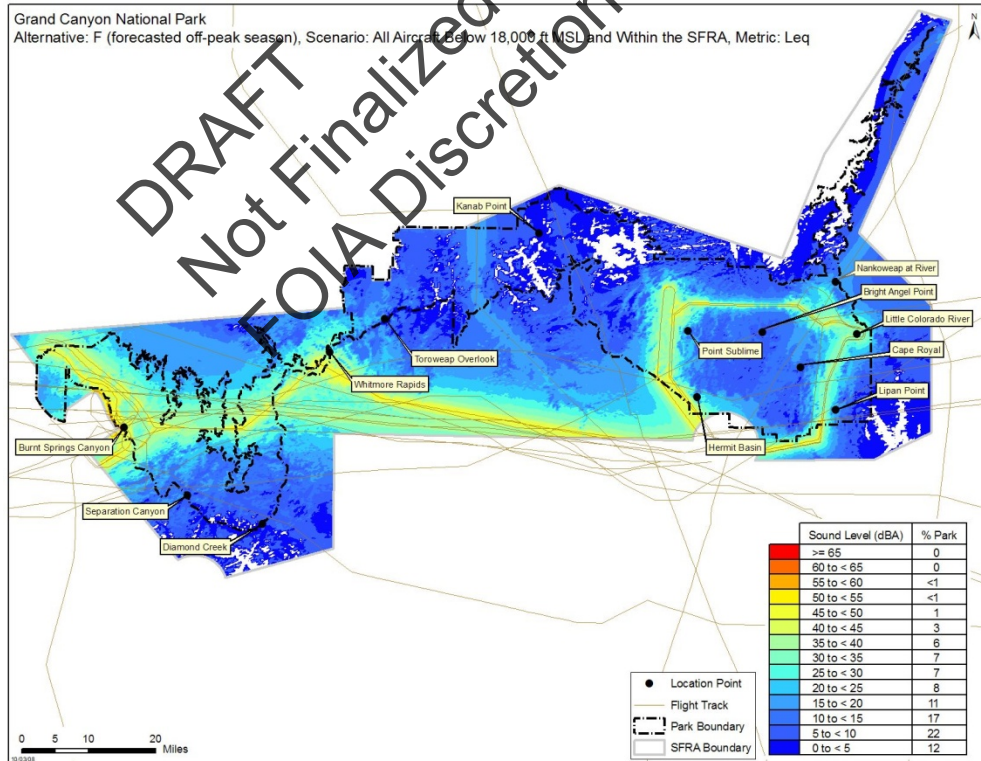 Grand Canyon National Park
Alternative: F (forecasted off-peak season), Scenario: All Aircraft Below 18,000 ft MSL and Within the SFRA, Metric: Leq
N
DRAFT
Not Finalized
FOIA Discretion
Kanab Point
Nankoweap at River
Bright Angel Point
Little Colorado River
Point Sublime
Cape Royal
Toroweap Overlook
Whitmore Rapids
Lipan Point
Burnt Springs Canyon
Hermit Basin
Separation Canyon
Diamond Creek
Sound Level (dBA) % Park
>= 65 0
60 to < 65 0
55 to < 60 <1
50 to < 55 <1
45 to < 50 1
40 to < 45 3
35 to < 40 6
30 to < 35 7
25 to < 30 7
20 to < 25 8
15 to < 20 11
10 to < 15 17
5 to < 10 22
0 to < 5 12
Location Point
Flight Track
Park Boundary
SFRA Boundary
0 5 10 20
Miles